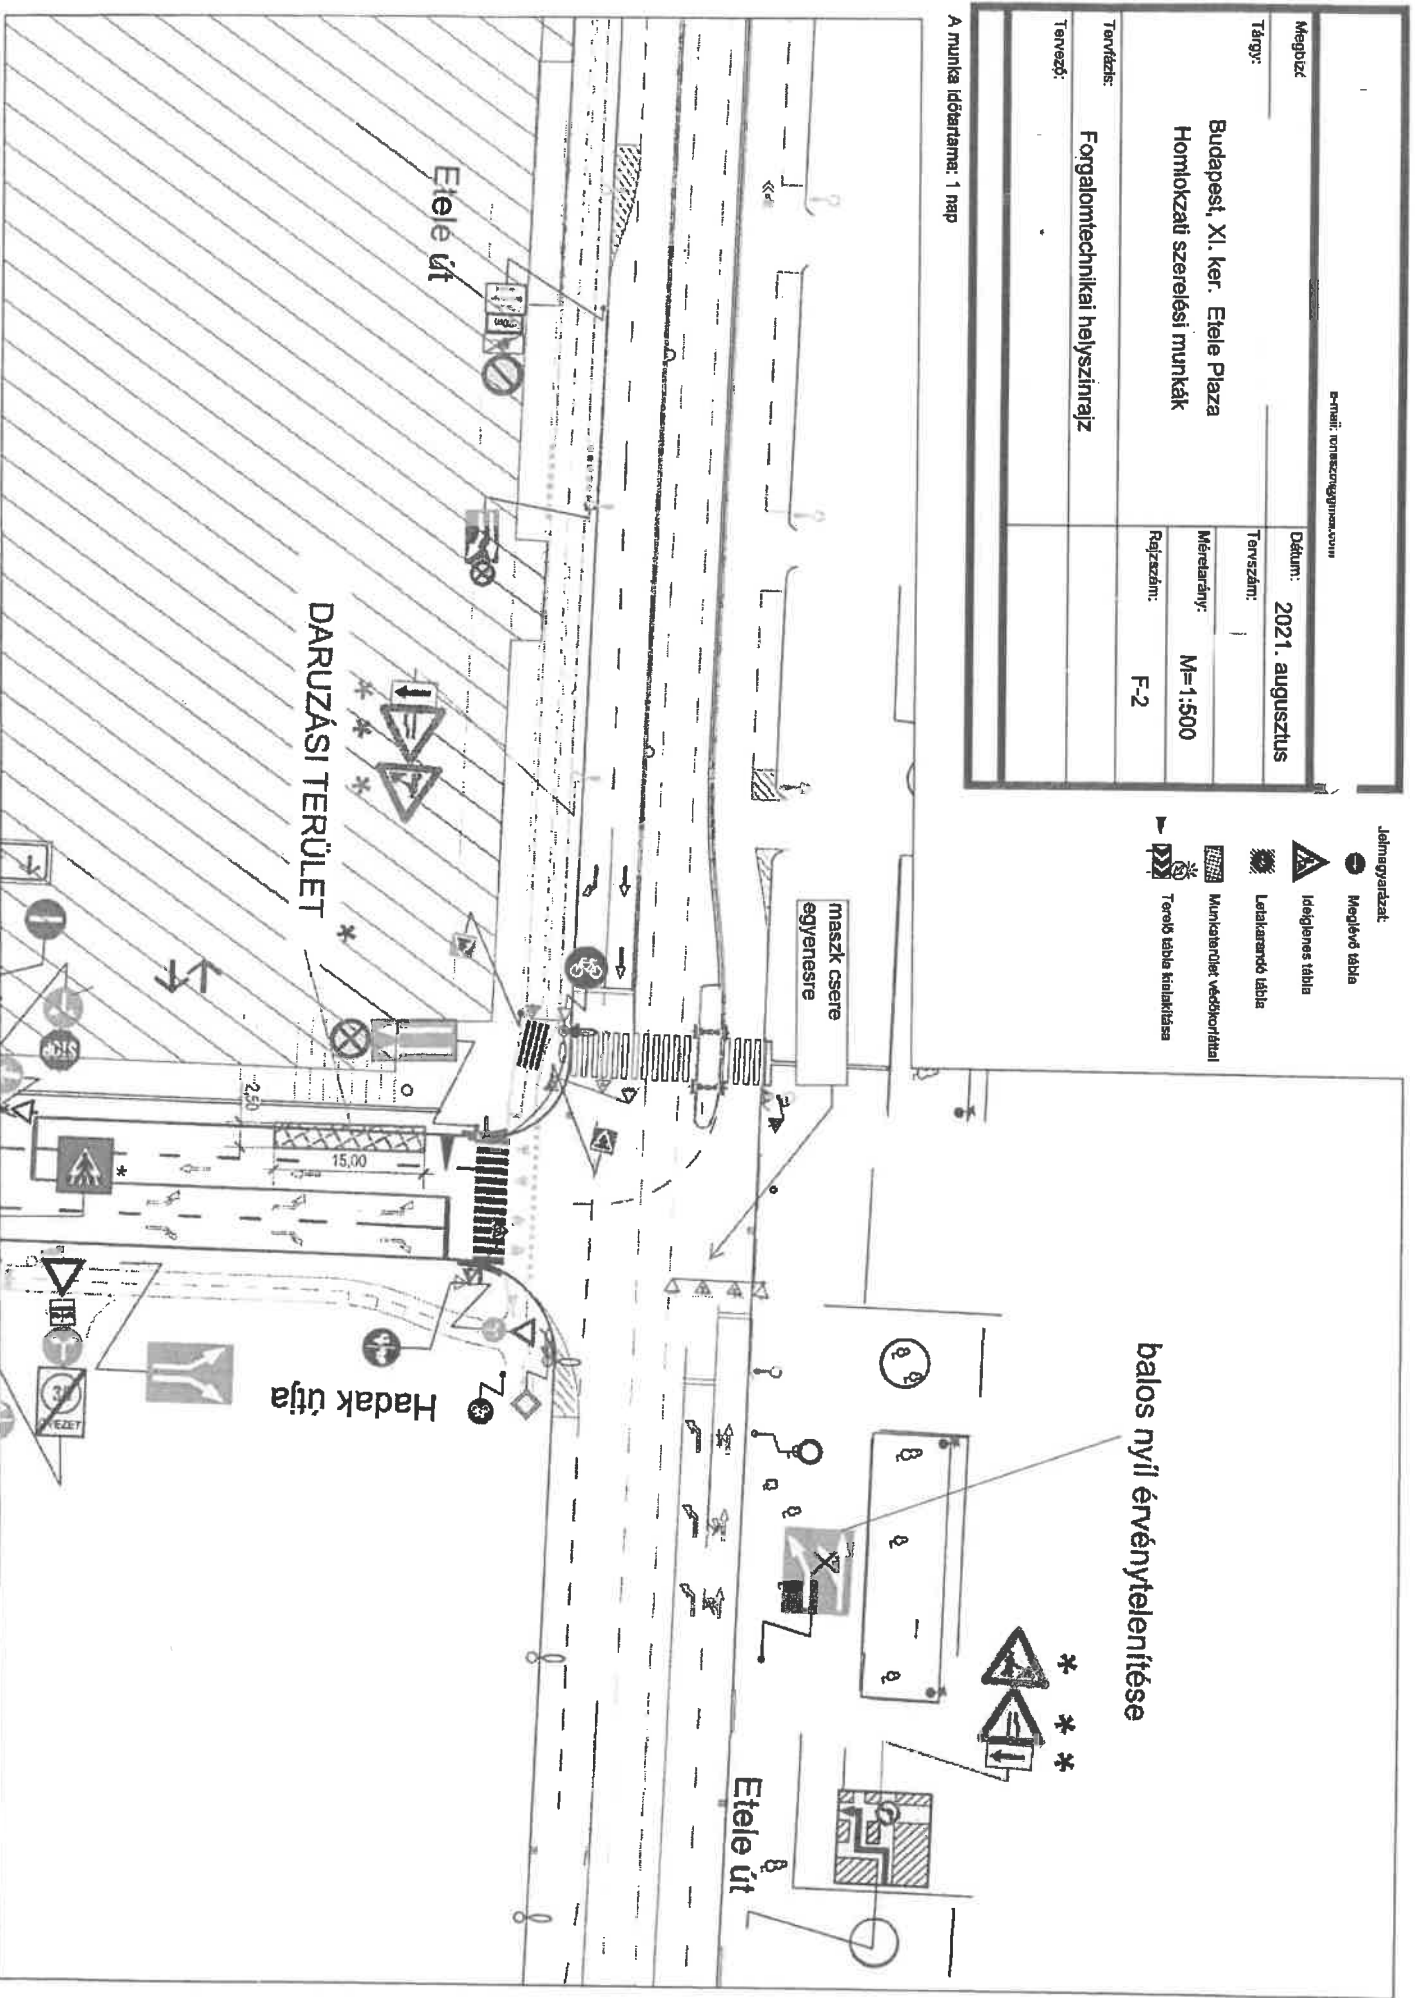 Megbízó
Tárgy:
Budapest, XI. ker. Etele Plaza
Homlokzati szerelési munkák
Tervfázis:
Forgalomtechnikai helyszínrajz
Tervező:
Dátum:
2021. augusztus
Tervszám:
Méretarány:
M=1:500
Rajzszám:
F-2
A munka időtartama: 1 nap
Jelmagyarázat:
Meglévő tábla
Ideiglenes tábla
Letakarandó tábla
Munkaterület védőkorláttal
Terelő tábla kialakítása
maszk csere
egyenesre
balos nyíl érvénytelenítése
Etele út
Etele út
DARUZÁSI TERÜLET
Hadak útja
2,50
15,00
STOP